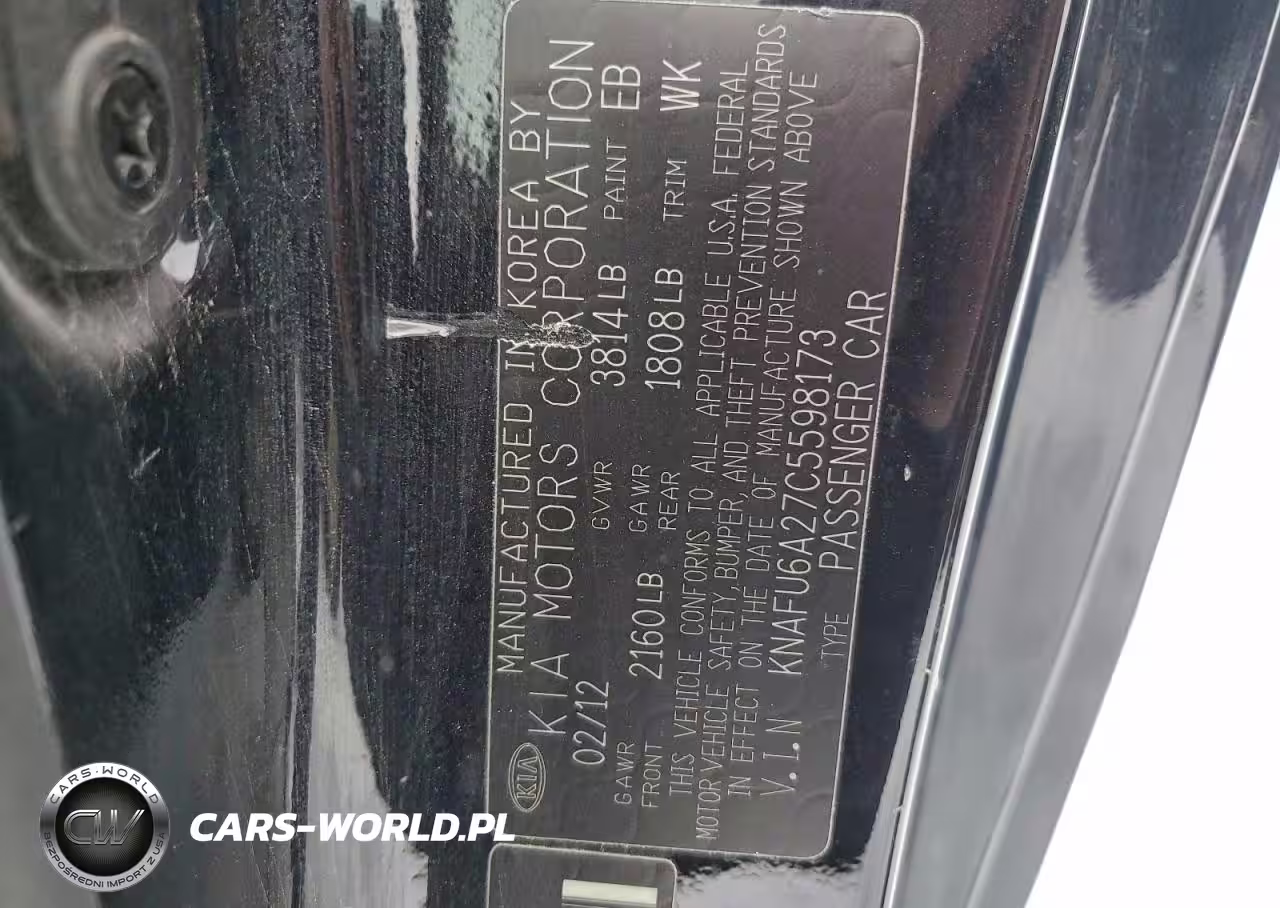 KIA
MANUFACTURED IN KOREA BY
KIA MOTORS CORPORATION
02/12 GVWR 3814LB PAINT EB
GAWR FRONT 2160LB GAWR REAR 1808LB TRIM WK
THIS VEHICLE CONFORMS TO ALL APPLICABLE U.S.A. FEDERAL
MOTOR VEHICLE SAFETY, BUMPER, AND THEFT PREVENTION STANDARDS
IN EFFECT ON THE DATE OF MANUFACTURE SHOWN ABOVE
V.I.N KNAFU6A27C5598173
TYPE PASSENGER CAR
CARS-WORLD
CW
BEZPOŚREDNI IMPORT Z USA
CARS-WORLD.PL